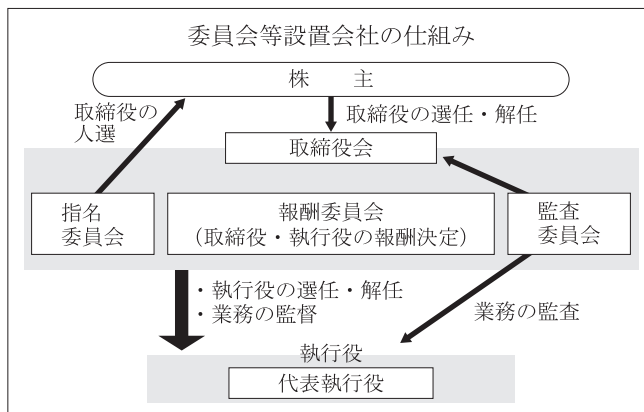 委員会等設置会社の仕組み
株　主
取締役の
人選
取締役の選任・解任
取締役会
指名
委員会
報酬委員会
（取締役・執行役の報酬決定）
監査
委員会
・執行役の選任・解任
・業務の監督
業務の監査
執行役
代表執行役